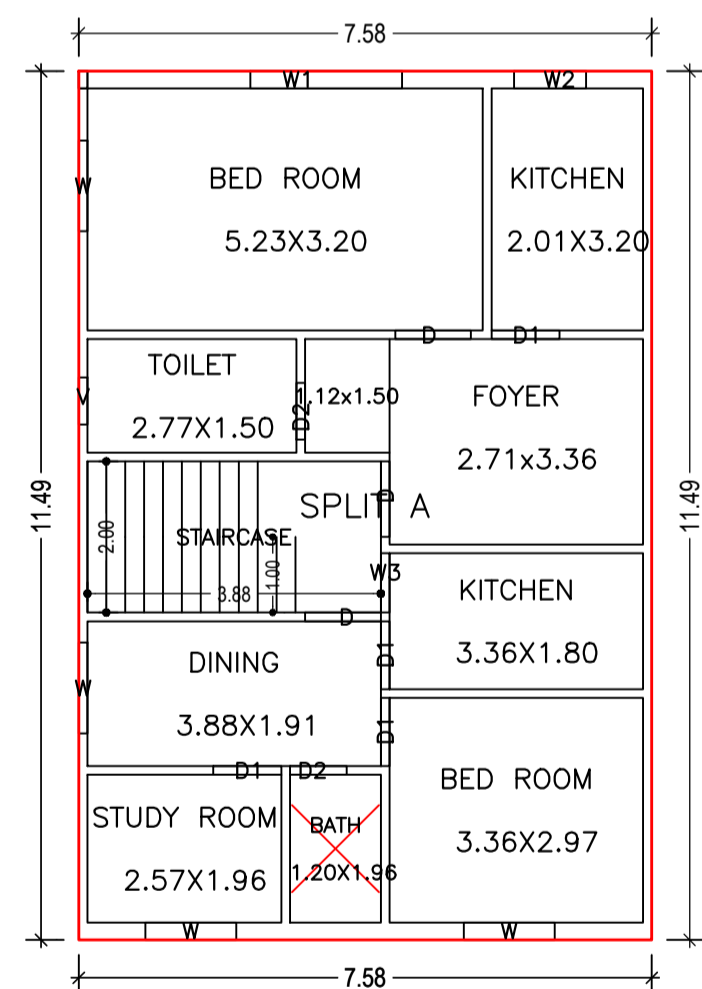 7.58
W1
W2
W
BED ROOM
KITCHEN
5.23X3.20
2.01X3.20
D
D1
TOILET
FOYER
V
D2
1.12x1.50
2.77X1.50
2.71x3.36
11.49
11.49
SPLIT A
D
2.00
STAIRCASE
1.00
W3
3.88
KITCHEN
D
3.36X1.80
DINING
D1
W
3.88X1.91
D1
D1
D2
BED ROOM
STUDY ROOM
BATH
3.36X2.97
2.57X1.96
1.20X1.96
W
W
7.58